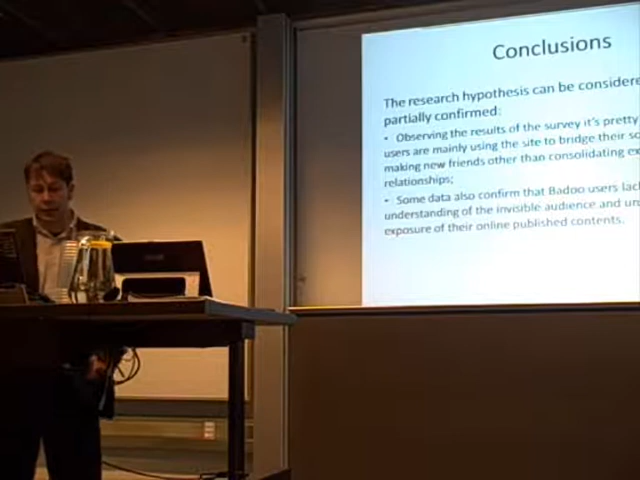 Conclusions
The research hypothesis can be considere
partially confirmed:
• Observing the results of the survey it's pretty
users are mainly using the site to bridge their so
making new friends other than consolidating ex
relationships;
• Some data also confirm that Badoo users lac
understanding of the invisible audience and un
exposure of their online published contents.